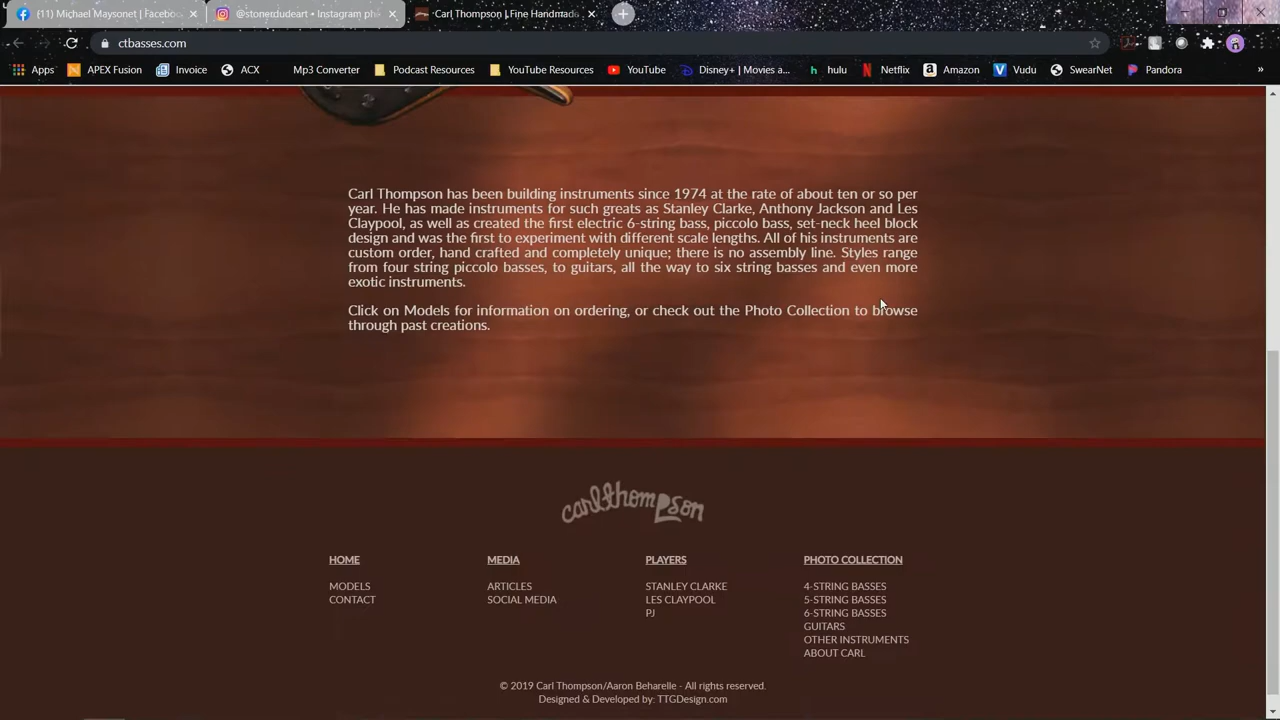 (11) Michael Maysonet | Facebook
@stonerdudeart • Instagram ph
Carl Thompson | Fine Handmade
ctbasses.com
Apps
APEX Fusion
Invoice
ACX
Mp3 Converter
Podcast Resources
YouTube Resources
YouTube
Disney+ | Movies a...
hulu
Netflix
Amazon
Vudu
SwearNet
Pandora
»
Carl Thompson has been building instruments since 1974 at the rate of about ten or so per
year. He has made instruments for such greats as Stanley Clarke, Anthony Jackson and Les
Claypool, as well as created the first electric 6-string bass, piccolo bass, set-neck heel block
design and was the first to experiment with different scale lengths. All of his instruments are
custom order, hand crafted and completely unique; there is no assembly line. Styles range
from four string piccolo basses, to guitars, all the way to six string basses and even more
exotic instruments.
Click on Models for information on ordering, or check out the Photo Collection to browse
through past creations.
carlthompson
HOME
MODELS
CONTACT
MEDIA
ARTICLES
SOCIAL MEDIA
PLAYERS
STANLEY CLARKE
LES CLAYPOOL
PJ
PHOTO COLLECTION
4-STRING BASSES
5-STRING BASSES
6-STRING BASSES
GUITARS
OTHER INSTRUMENTS
ABOUT CARL
© 2019 Carl Thompson/Aaron Beharelle - All rights reserved.
Designed & Developed by: TTGDesign.com